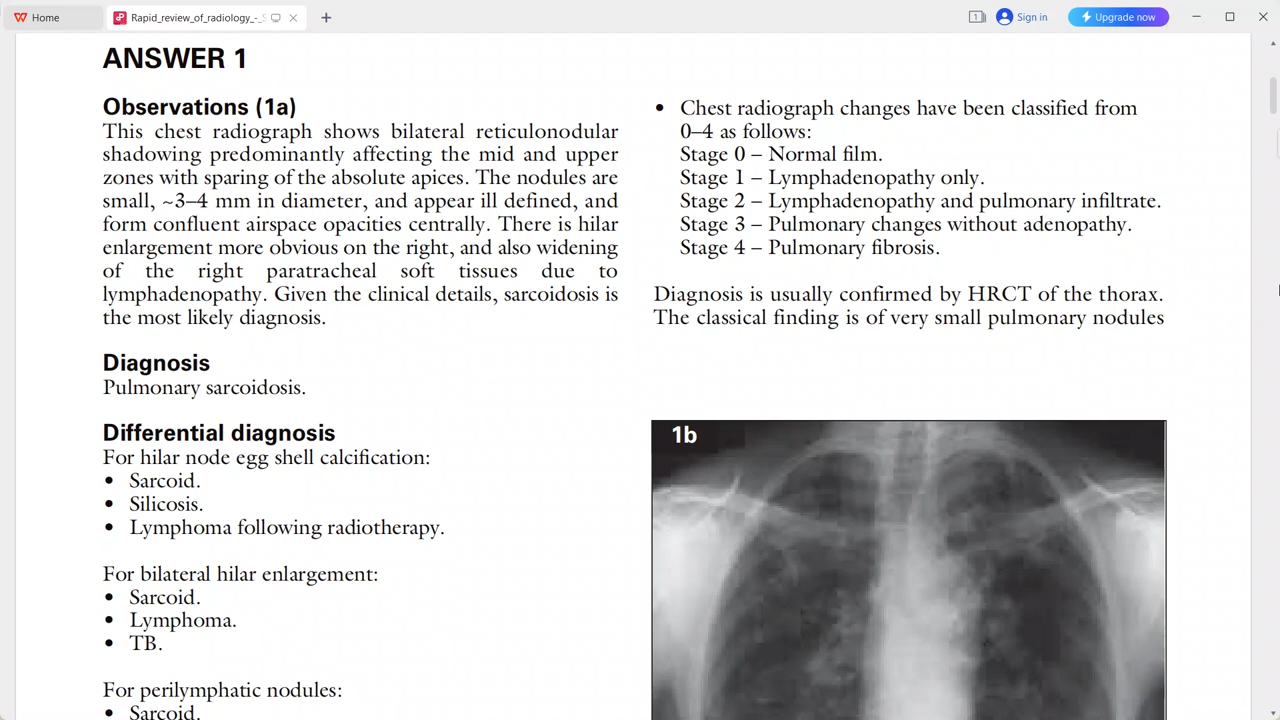 Home
Rapid_review_of_radiology_-_S
Sign in
Upgrade now
ANSWER 1
Observations (1a)
This chest radiograph shows bilateral reticulonodular
shadowing predominantly affecting the mid and upper
zones with sparing of the absolute apices. The nodules are
small, ~3–4 mm in diameter, and appear ill defined, and
form confluent airspace opacities centrally. There is hilar
enlargement more obvious on the right, and also widening
of the right paratracheal soft tissues due to
lymphadenopathy. Given the clinical details, sarcoidosis is
the most likely diagnosis.
Diagnosis
Pulmonary sarcoidosis.
Differential diagnosis
For hilar node egg shell calcification:
• Sarcoid.
• Silicosis.
• Lymphoma following radiotherapy.
For bilateral hilar enlargement:
• Sarcoid.
• Lymphoma.
• TB.
For perilymphatic nodules:
• Sarcoid.
• Chest radiograph changes have been classified from
0–4 as follows:
Stage 0 – Normal film.
Stage 1 – Lymphadenopathy only.
Stage 2 – Lymphadenopathy and pulmonary infiltrate.
Stage 3 – Pulmonary changes without adenopathy.
Stage 4 – Pulmonary fibrosis.
Diagnosis is usually confirmed by HRCT of the thorax.
The classical finding is of very small pulmonary nodules
1b